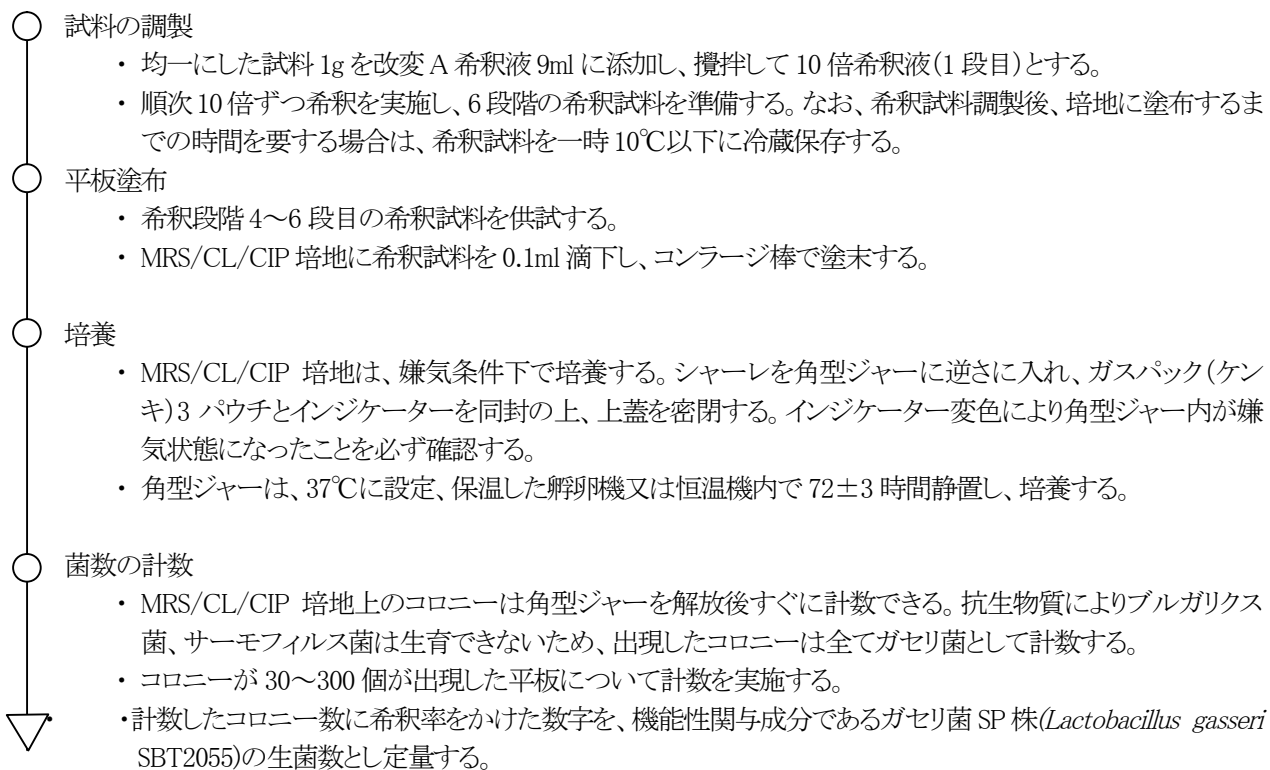 試料の調製
・ 均一にした試料 1g を改変 A 希釈液 9ml に添加し、攪拌して 10 倍希釈液(1 段目)とする。
・ 順次 10 倍ずつ希釈を実施し、6 段階の希釈試料を準備する。なお、希釈試料調製後、培地に塗布するま
での時間を要する場合は、希釈試料を一時 10℃以下に冷蔵保存する。
平板塗布
・ 希釈段階 4～6 段目の希釈試料を供試する。
・ MRS/CL/CIP 培地に希釈試料を 0.1ml 滴下し、コンラージ棒で塗末する。
培養
・ MRS/CL/CIP 培地は、嫌気条件下で培養する。シャーレを角型ジャーに逆さに入れ、ガスパック(ケン
キ)3 パウチとインジケーターを同封の上、上蓋を密閉する。インジケーター変色により角型ジャー内が嫌
気状態になったことを必ず確認する。
・ 角型ジャーは、37℃に設定、保温した孵卵機又は恒温機内で 72±3 時間静置し、培養する。
菌数の計数
・ MRS/CL/CIP 培地上のコロニーは角型ジャーを解放後すぐに計数できる。抗生物質によりブルガリクス
菌、サーモフィルス菌は生育できないため、出現したコロニーは全てガセリ菌として計数する。
・ コロニーが 30～300 個が出現した平板について計数を実施する。
・ ・計数したコロニー数に希釈率をかけた数字を、機能性関与成分であるガセリ菌 SP 株(Lactobacillus gasseri
SBT2055)の生菌数とし定量する。